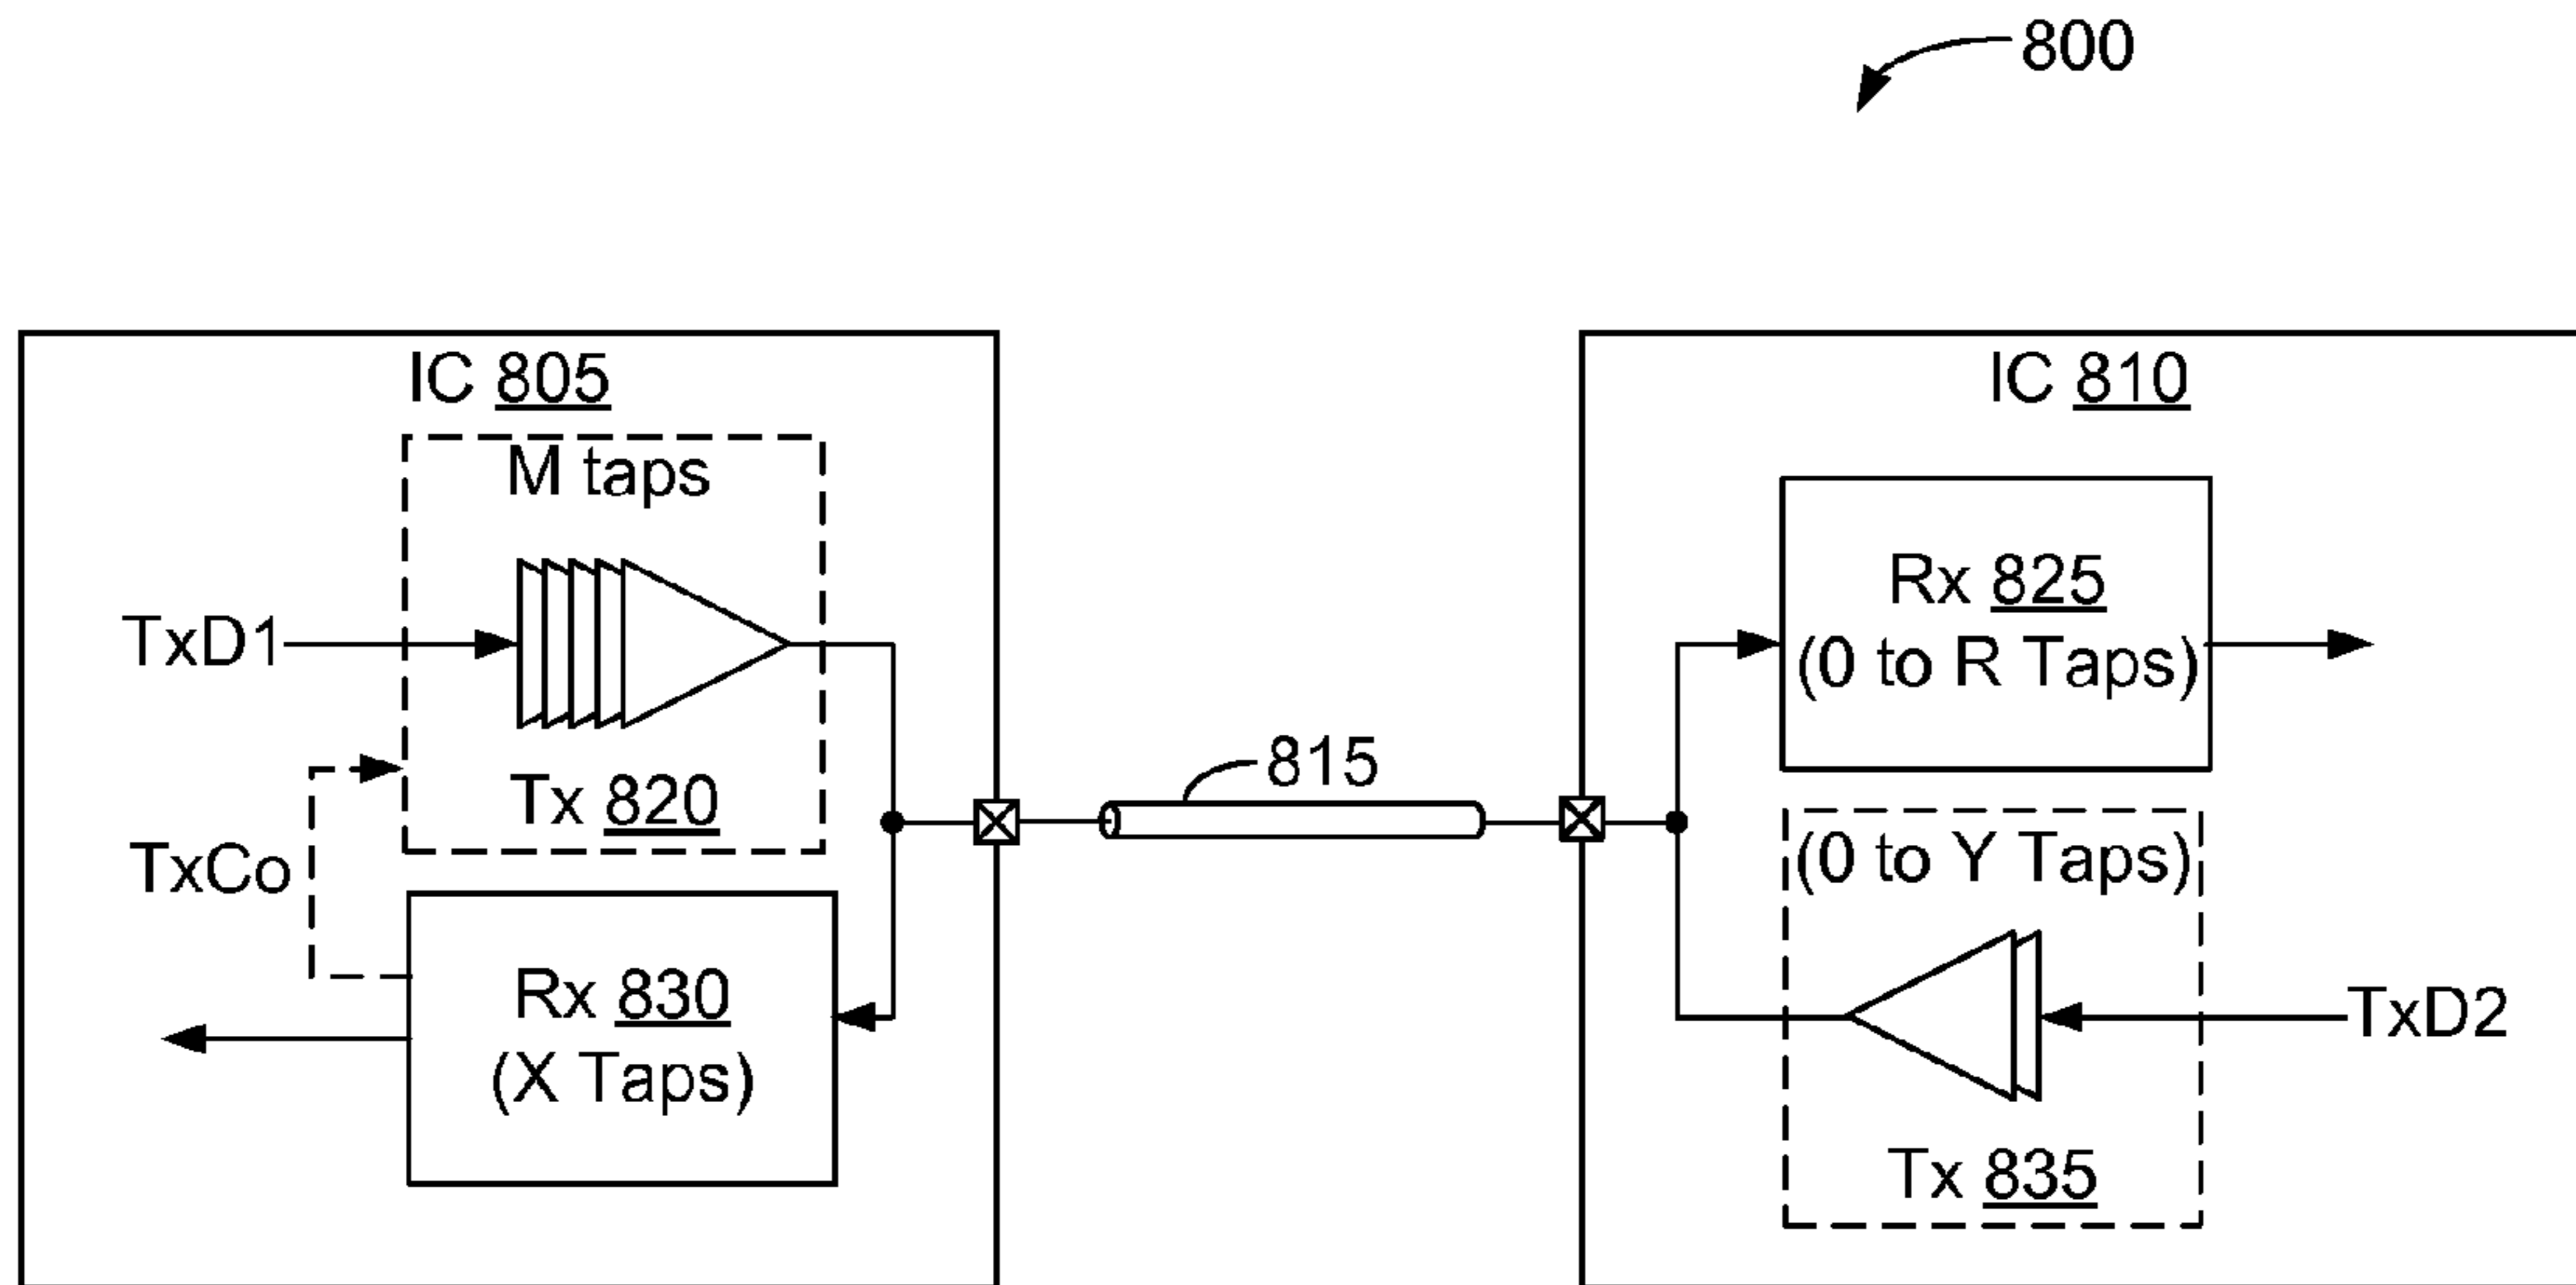 800
IC 805
M taps
TxD1
Tx 820
TxCo
Rx 830
(X Taps)
815
IC 810
Rx 825
(0 to R Taps)
(0 to Y Taps)
TxD2
Tx 835